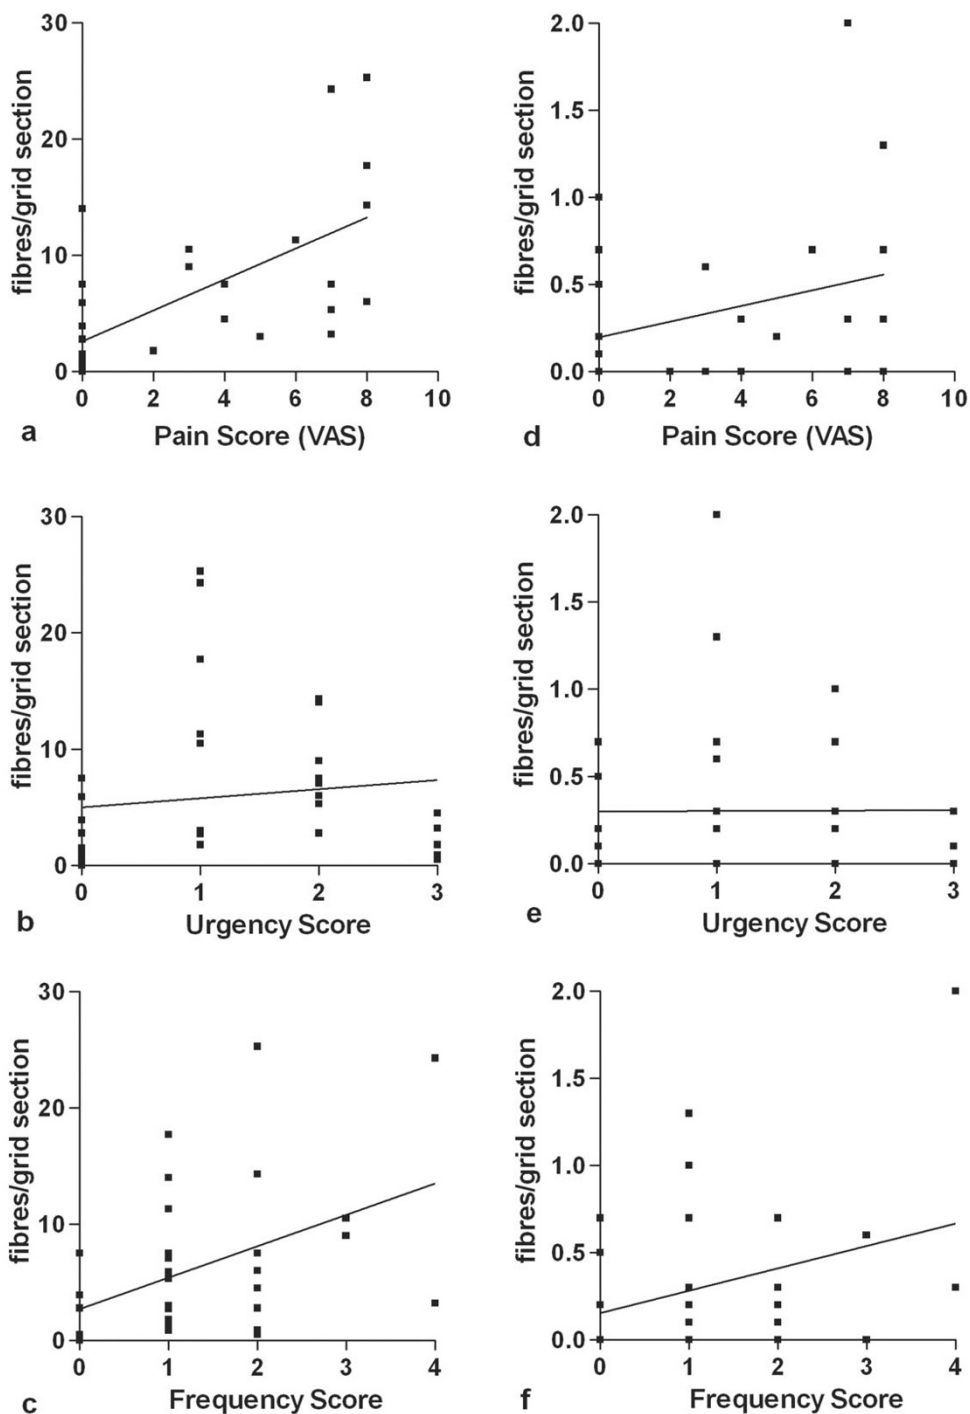 fibres/grid section
30
20
10
0
0 2 4 6 8 10
a Pain Score (VAS)
fibres/grid section
2.0
1.5
1.0
0.5
0.0
0 2 4 6 8 10
d Pain Score (VAS)
fibres/grid section
30
20
10
0
0 1 2 3
b Urgency Score
fibres/grid section
2.0
1.5
1.0
0.5
0.0
0 1 2 3
e Urgency Score
fibres/grid section
30
20
10
0
0 1 2 3 4
c Frequency Score
fibres/grid section
2.0
1.5
1.0
0.5
0.0
0 1 2 3 4
f Frequency Score